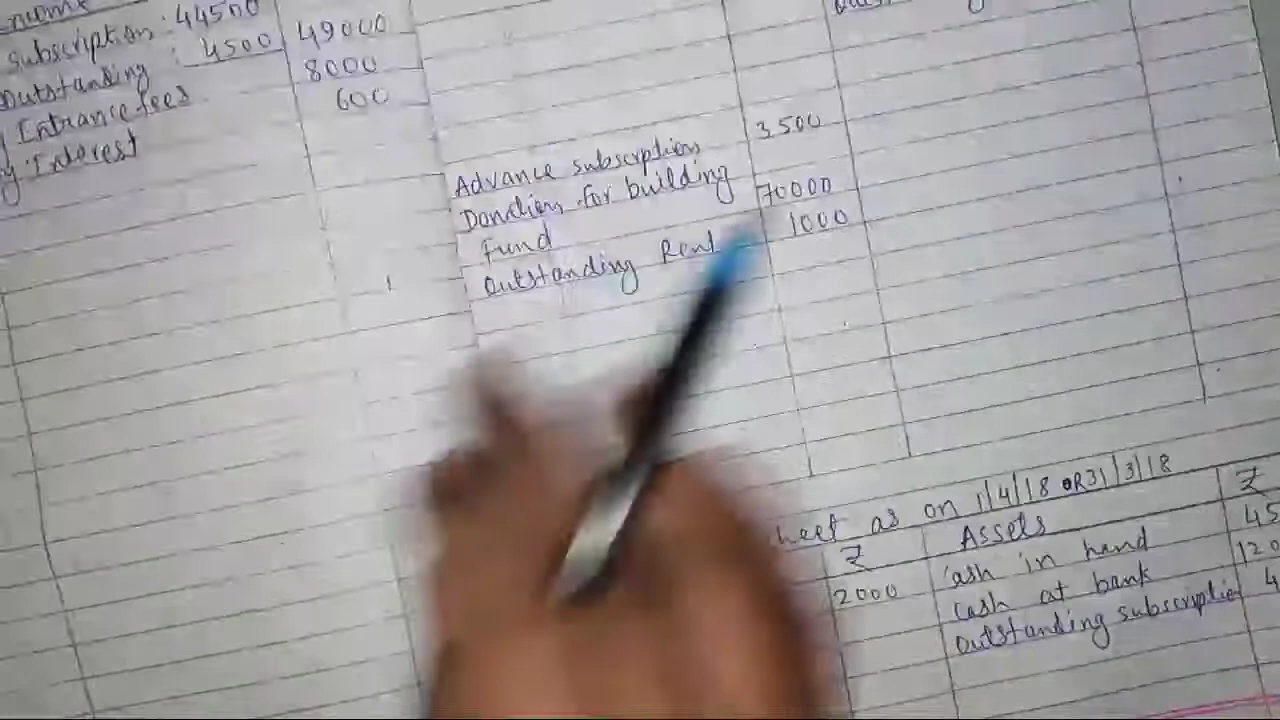 subscription : 44500
Outstanding : 4500 49000
Entrance fees 8000
Interest 600
Advance subscription 3500
Donation for building
Fund 70000
Outstanding Rent 1000
as on 1/4/18 OR 31/3/18
₹ Assets ₹
2000 Cash in hand
Cash at bank
Outstanding subscription